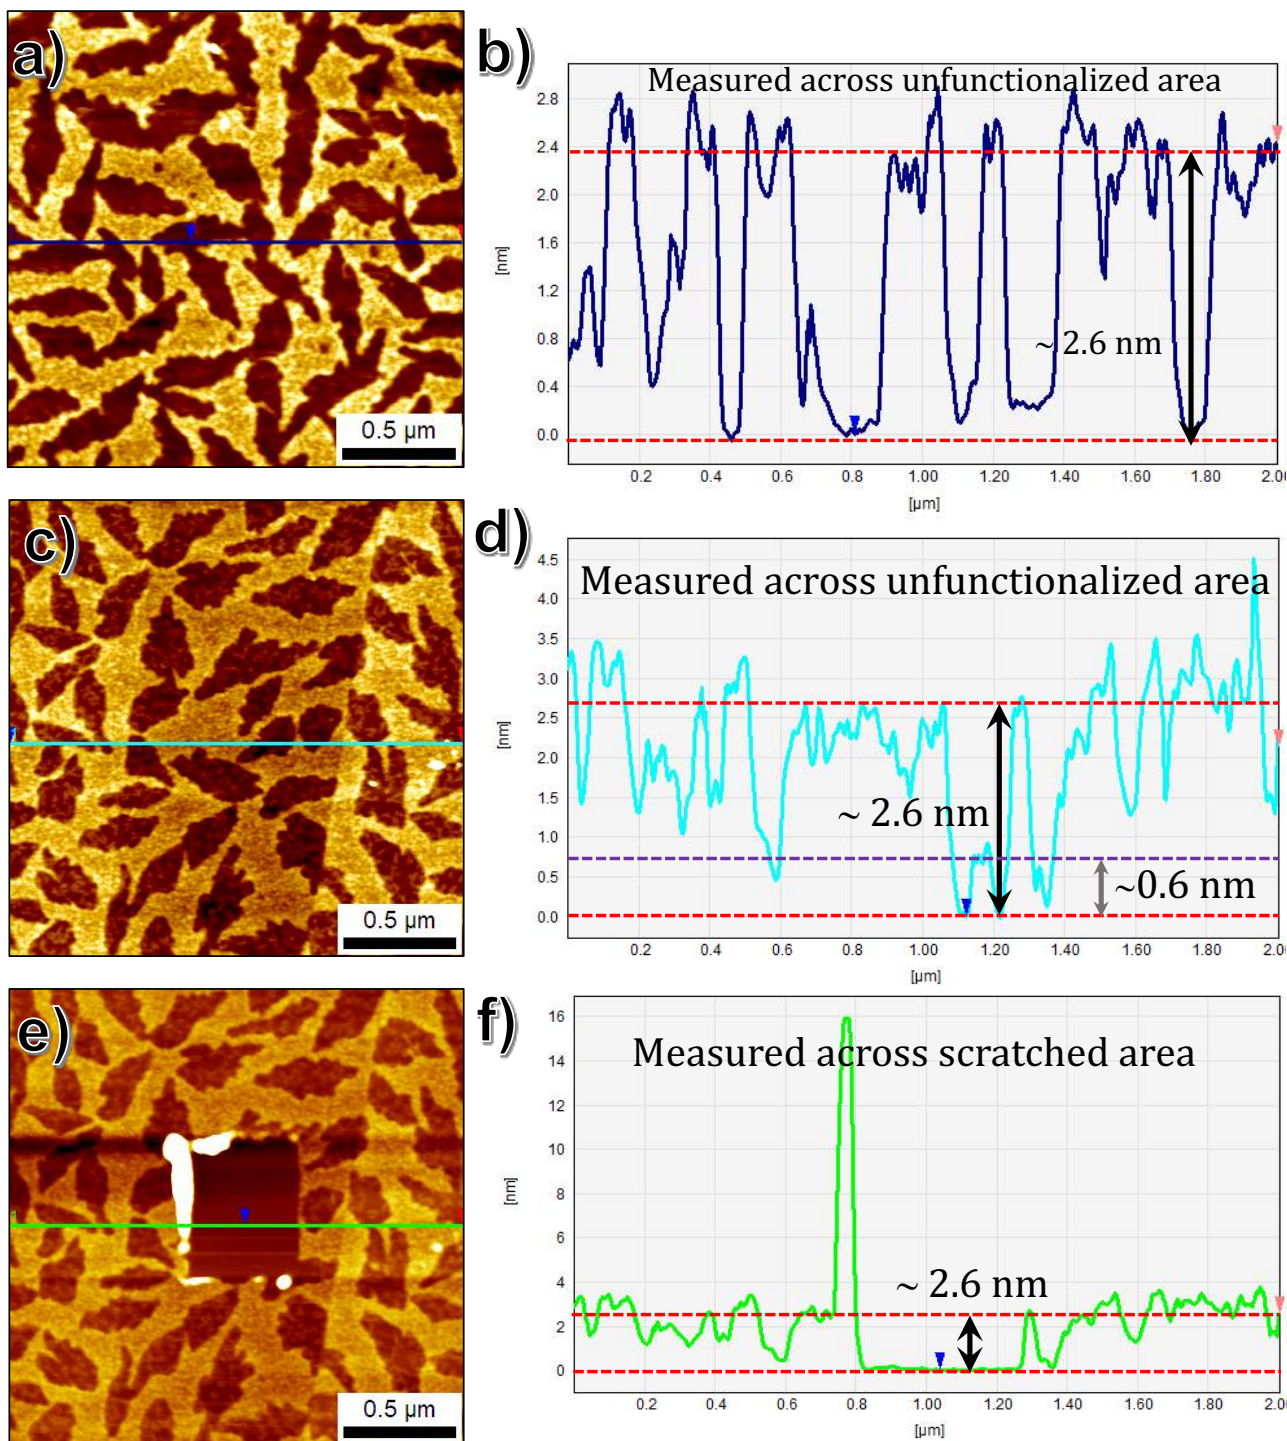 a)
0.5 µm
b)
Measured across unfunctionalized area
2.8
2.4
2.0
1.6
1.2
0.8
0.4
0.0
[nm]
~ 2.6 nm
0.2 0.4 0.6 0.8 1.00 1.20 1.40 1.60 1.80 2.00
[µm]
c)
0.5 µm
d)
Measured across unfunctionalized area
4.5
4.0
3.5
3.0
2.5
2.0
1.5
1.0
0.5
0.0
[nm]
~ 2.6 nm
~0.6 nm
0.2 0.4 0.6 0.8 1.00 1.20 1.40 1.60 1.80 2.00
[µm]
e)
0.5 µm
f)
Measured across scratched area
16
14
12
10
8
6
4
2
0
[nm]
~ 2.6 nm
0.2 0.4 0.6 0.8 1.00 1.20 1.40 1.60 1.80 2.00
[µm]